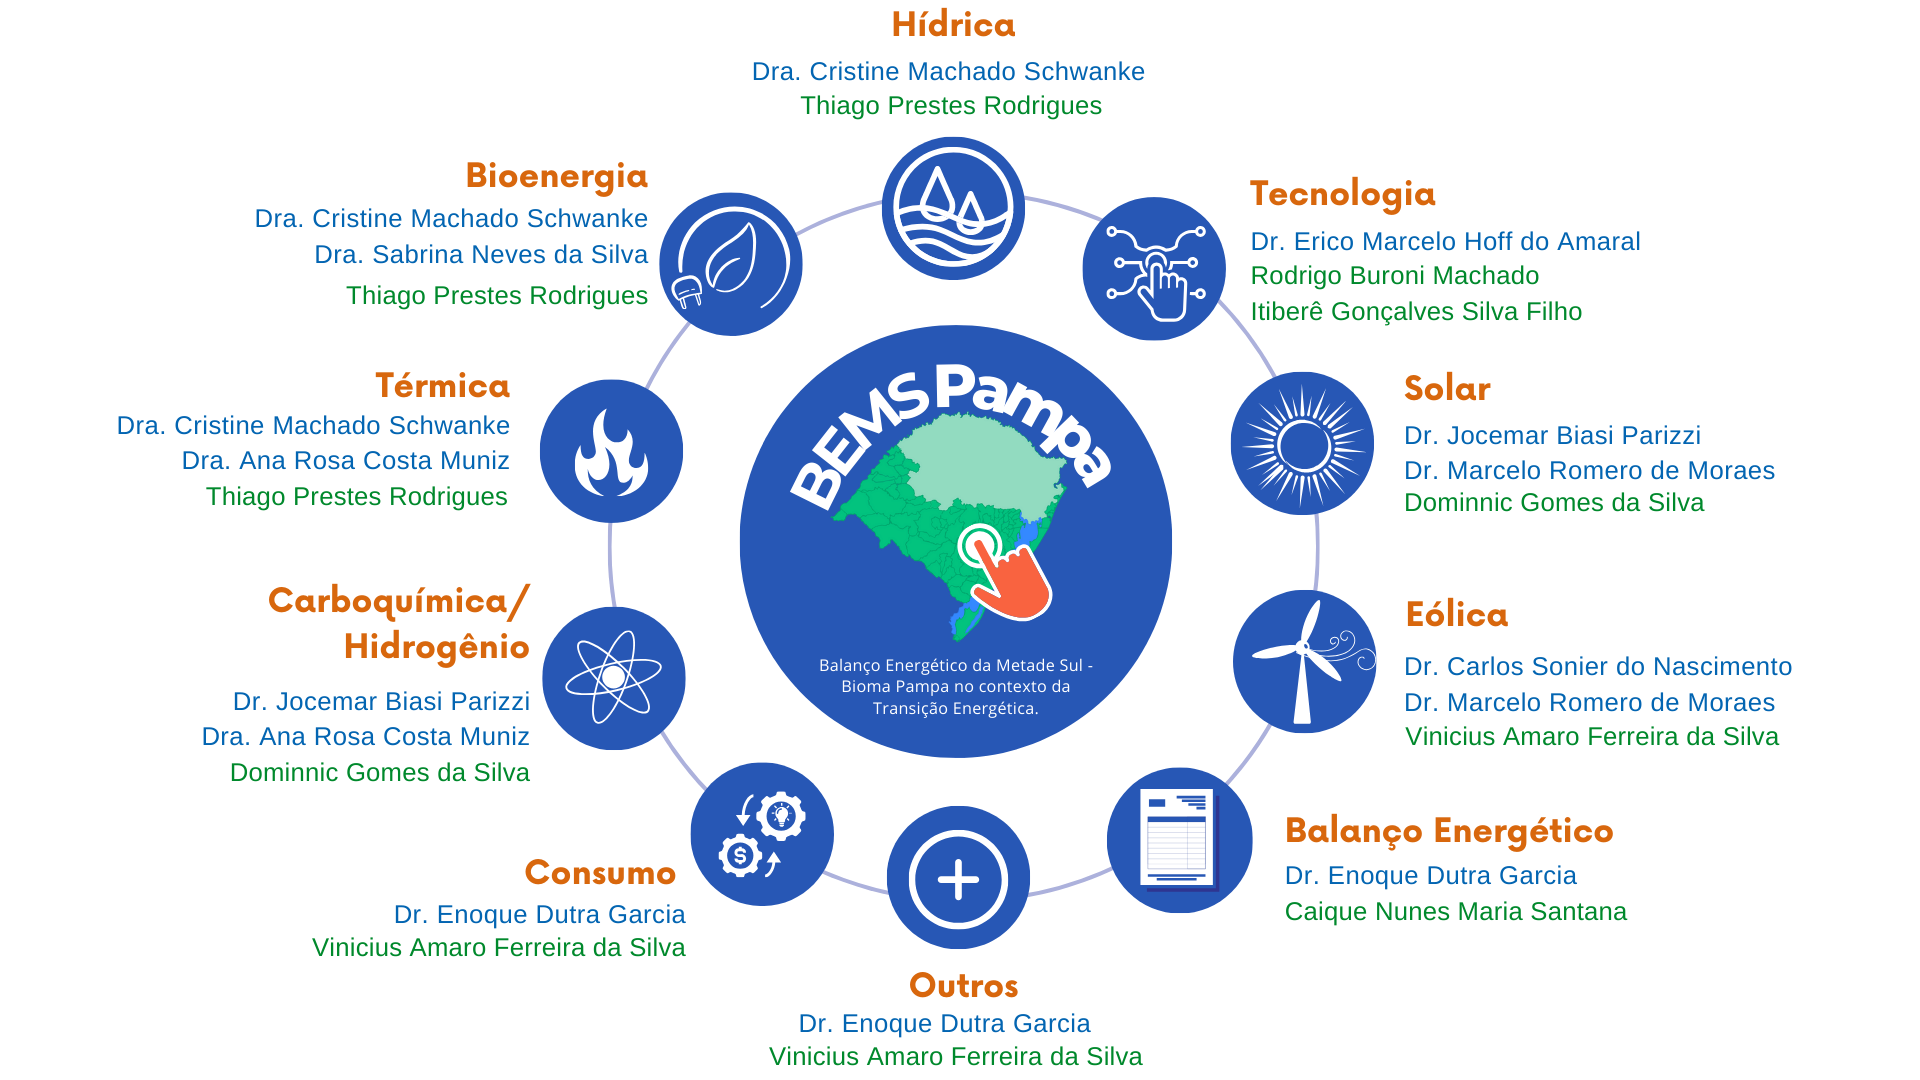 Hídrica
Dra. Cristine Machado Schwanke
Thiago Prestes Rodrigues
Bioenergia
Dra. Cristine Machado Schwanke
Dra. Sabrina Neves da Silva
Thiago Prestes Rodrigues
Tecnologia
Dr. Erico Marcelo Hoff do Amaral
Rodrigo Buroni Machado
Itiberê Gonçalves Silva Filho
Térmica
Dra. Cristine Machado Schwanke
Dra. Ana Rosa Costa Muniz
Thiago Prestes Rodrigues
Solar
Dr. Jocemar Biasi Parizzi
Dr. Marcelo Romero de Moraes
Dominnic Gomes da Silva
BEMS Pampa
Balanço Energético da Metade Sul -
Bioma Pampa no contexto da
Transição Energética.
Carboquímica/
Hidrogênio
Dr. Jocemar Biasi Parizzi
Dra. Ana Rosa Costa Muniz
Dominnic Gomes da Silva
Eólica
Dr. Carlos Sonier do Nascimento
Dr. Marcelo Romero de Moraes
Vinicius Amaro Ferreira da Silva
Consumo
Dr. Enoque Dutra Garcia
Vinicius Amaro Ferreira da Silva
$
Balanço Energético
Dr. Enoque Dutra Garcia
Caique Nunes Maria Santana
Outros
Dr. Enoque Dutra Garcia
Vinicius Amaro Ferreira da Silva